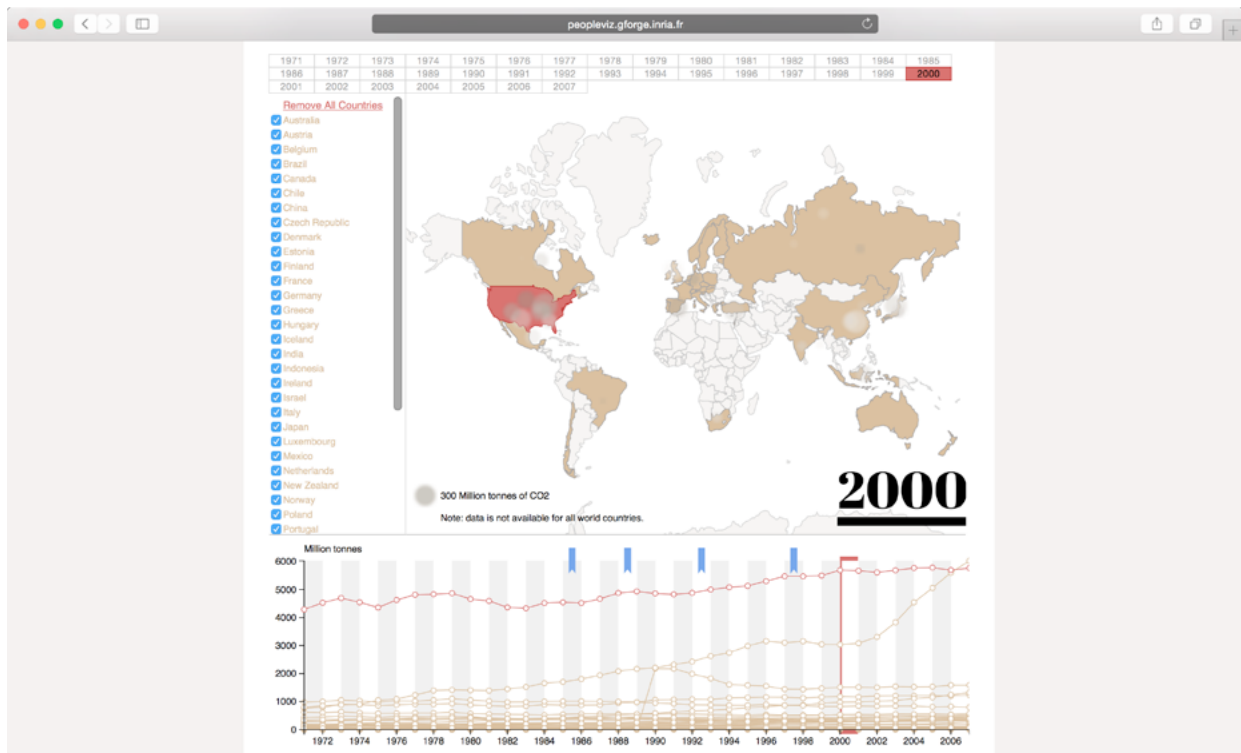 peopleviz.gforge.inria.fr
1971 1972 1973 1974 1975 1976 1977 1978 1979 1980 1981 1982 1983 1984 1985
1986 1987 1988 1989 1990 1991 1992 1993 1994 1995 1996 1997 1998 1999 2000
2001 2002 2003 2004 2005 2006 2007
Remove All Countries
Australia
Austria
Belgium
Brazil
Canada
Chile
China
Czech Republic
Denmark
Estonia
Finland
France
Germany
Greece
Hungary
Iceland
India
Indonesia
Ireland
Israel
Italy
Japan
Luxembourg
Mexico
Netherlands
New Zealand
Norway
Poland
Portugal
300 Million tonnes of CO2
Note: data is not available for all world countries.
2000
Million tonnes
6000
5000
4000
3000
2000
1000
0
1972 1974 1976 1978 1980 1982 1984 1986 1988 1990 1992 1994 1996 1998 2000 2002 2004 2006